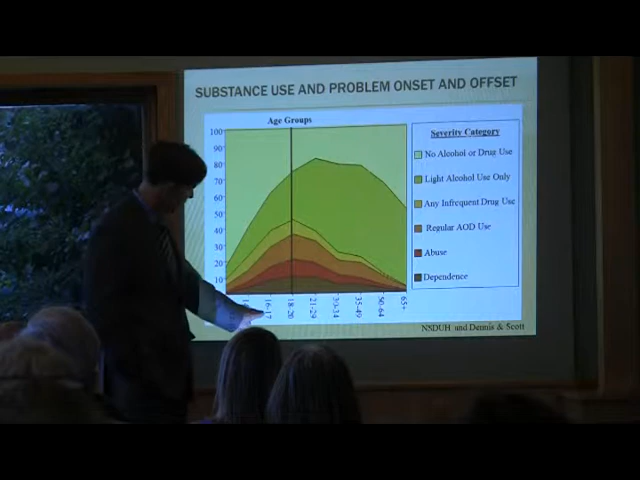 SUBSTANCE USE AND PROBLEM ONSET AND OFFSET
Age Groups
100
90
80
70
60
50
40
30
20
10
16-17
18-20
21-29
30-34
35-49
50-64
65+
Severity Category
No Alcohol or Drug Use
Light Alcohol Use Only
Any Infrequent Drug Use
Regular AOD Use
Abuse
Dependence
NSDUH and Dennis & Scott